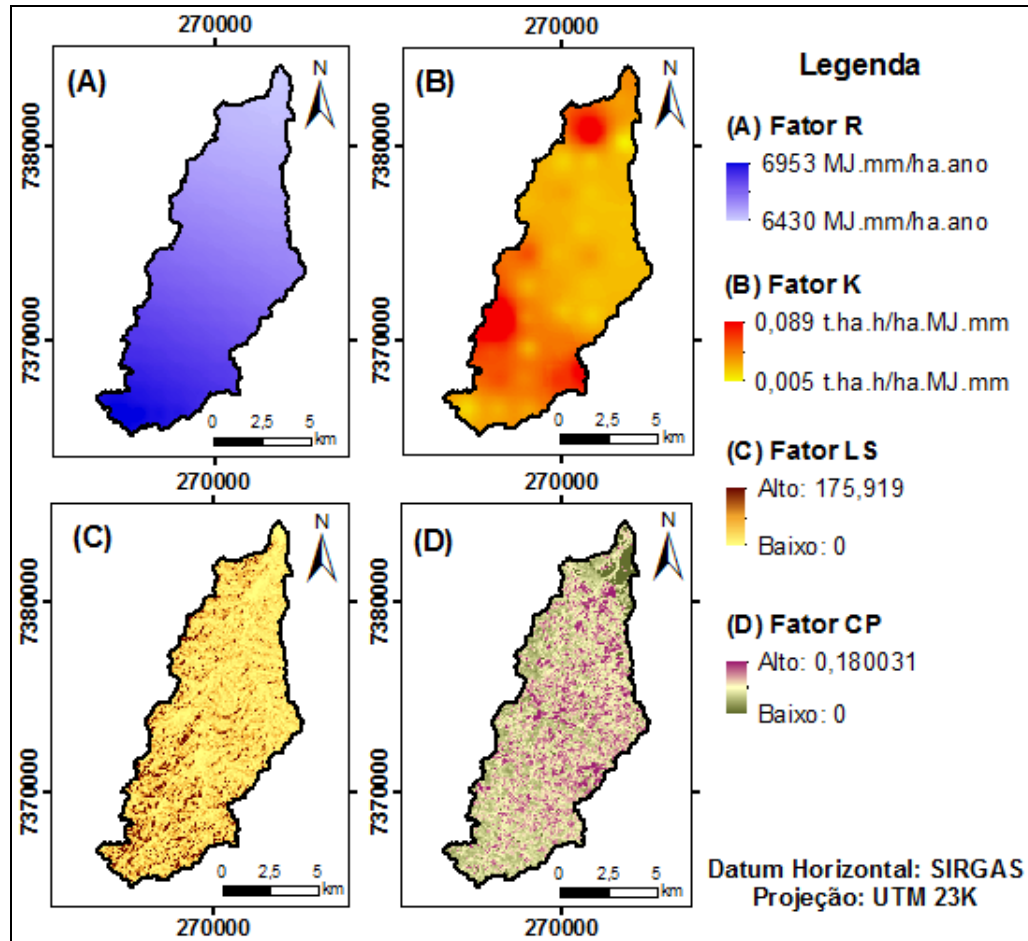 270000
270000
(A)
N
7380000
7370000
0 2,5 5
km
(B)
N
7380000
7370000
0 2,5 5
km
270000
270000
(C)
N
7380000
7370000
0 2,5 5
km
270000
(D)
N
7380000
7370000
0 2,5 5
km
270000
Legenda
(A) Fator R
6953 MJ.mm/ha.ano
6430 MJ.mm/ha.ano
(B) Fator K
0,089 t.ha.h/ha.MJ.mm
0,005 t.ha.h/ha.MJ.mm
(C) Fator LS
Alto: 175,919
Baixo: 0
(D) Fator CP
Alto: 0,180031
Baixo: 0
Datum Horizontal: SIRGAS
Projeção: UTM 23K